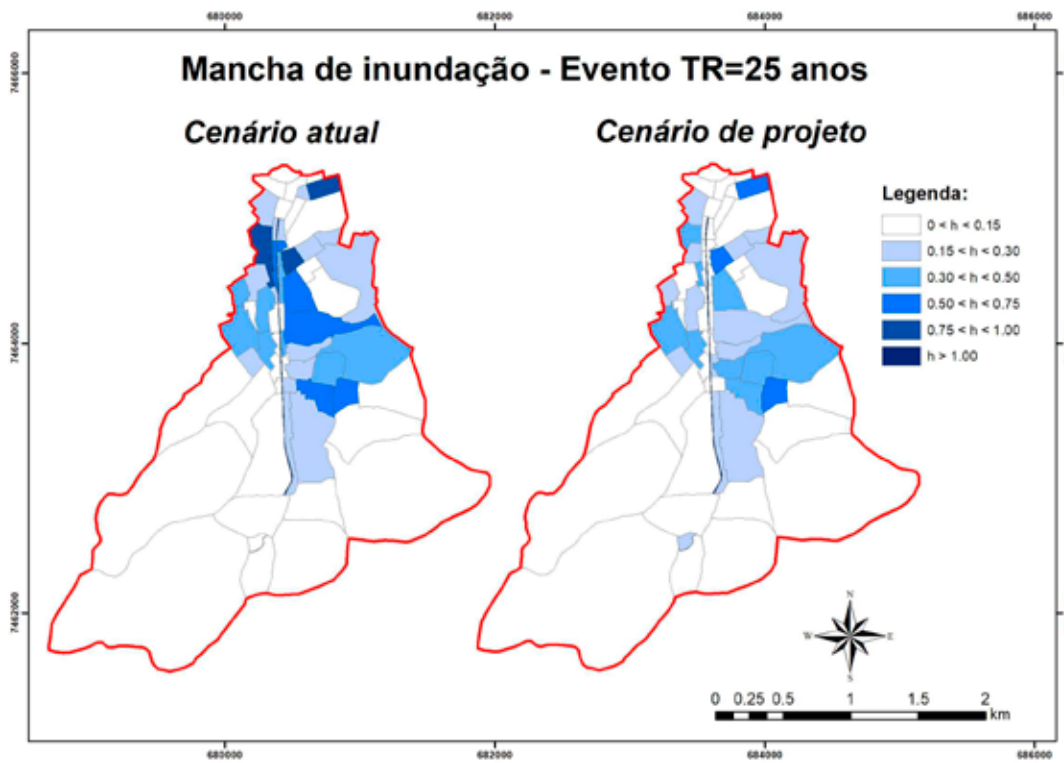 680000 682000 684000 686000
7466000
7464000
7462000
Mancha de inundação - Evento TR=25 anos
Cenário atual
Cenário de projeto
Legenda:
0 < h < 0.15
0.15 < h < 0.30
0.30 < h < 0.50
0.50 < h < 0.75
0.75 < h < 1.00
h > 1.00
N
W E
S
0 0.25 0.5 1 1.5 2
km
680000 682000 684000 686000